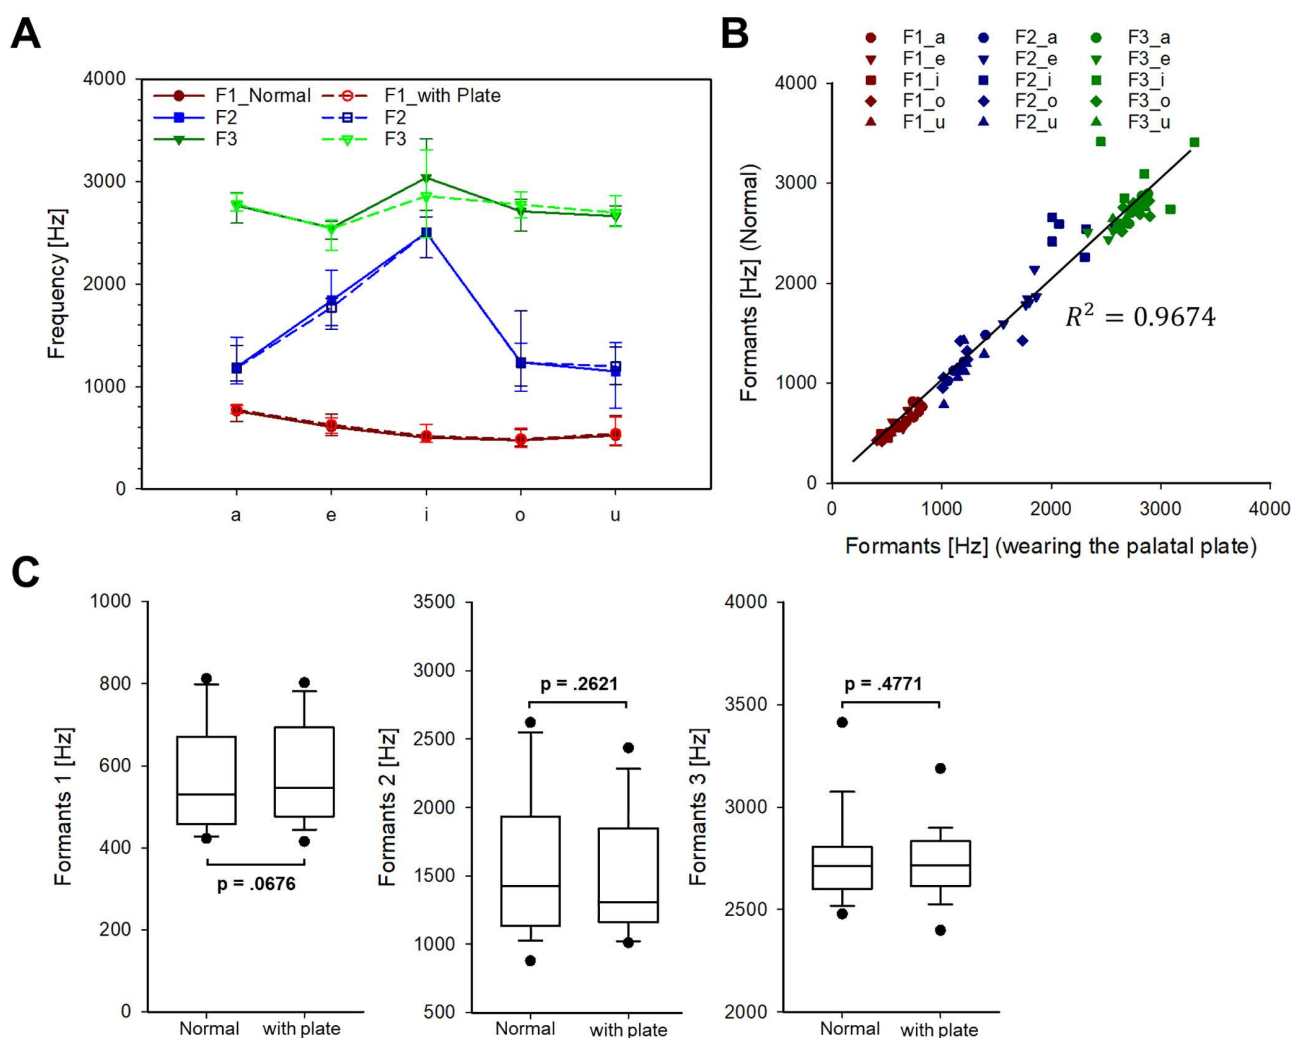 A
4000
3000
2000
1000
0
Frequency [Hz]
F1_Normal F1_with Plate
F2 F2
F3 F3
a e i o u
B
F1_a F2_a F3_a
F1_e F2_e F3_e
F1_i F2_i F3_i
F1_o F2_o F3_o
F1_u F2_u F3_u
4000
3000
2000
1000
0
Formants [Hz] (Normal)
R² = 0.9674
0 1000 2000 3000 4000
Formants [Hz] (wearing the palatal plate)
C
1000
800
600
400
200
0
Formants 1 [Hz]
p = .0676
Normal with plate
3500
3000
2500
2000
1500
1000
500
Formants 2 [Hz]
p = .2621
Normal with plate
4000
3500
3000
2500
2000
Formants 3 [Hz]
p = .4771
Normal with plate